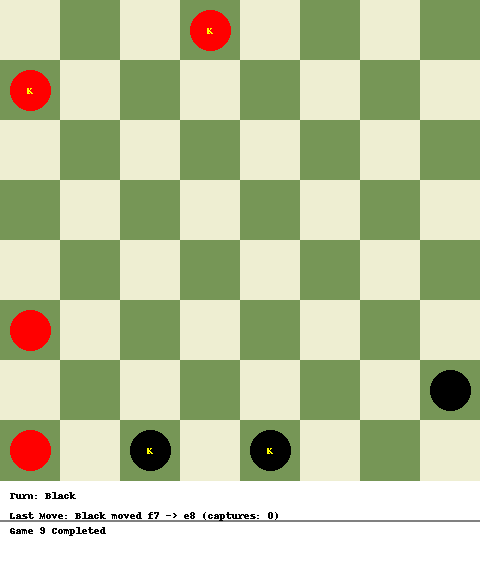 K
K
K
K
Turn: Black
Last Move: Black moved f7 -> e8 (captures: 0)
Game 9 Completed